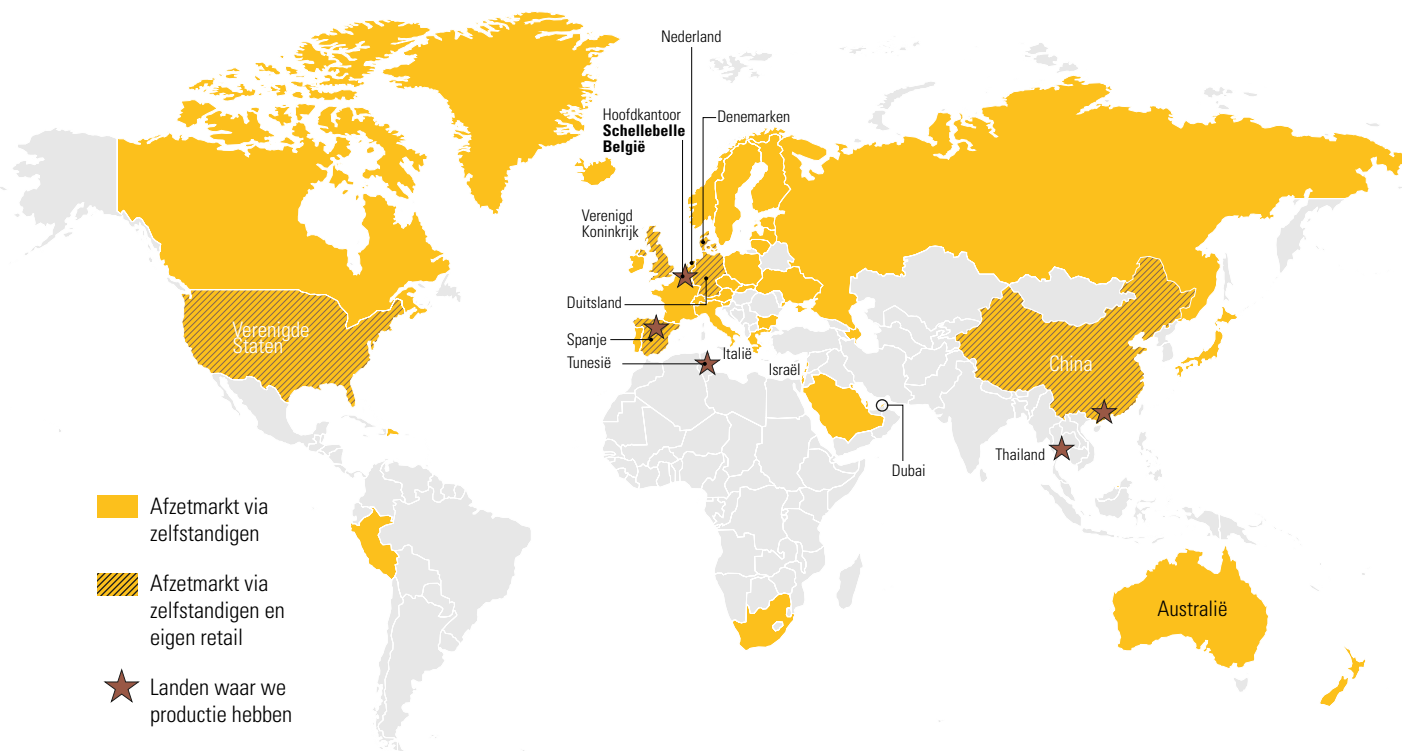 Nederland
Hoofdkantoor
Schellebelle
België
Denemarken
Verenigd
Koninkrijk
Duitsland
Verenigde
Staten
Spanje
Italië
Tunesië
Israël
China
Dubai
Thailand
Afzetmarkt via
zelfstandigen
Afzetmarkt via
zelfstandigen en
eigen retail
Australië
Landen waar we
productie hebben